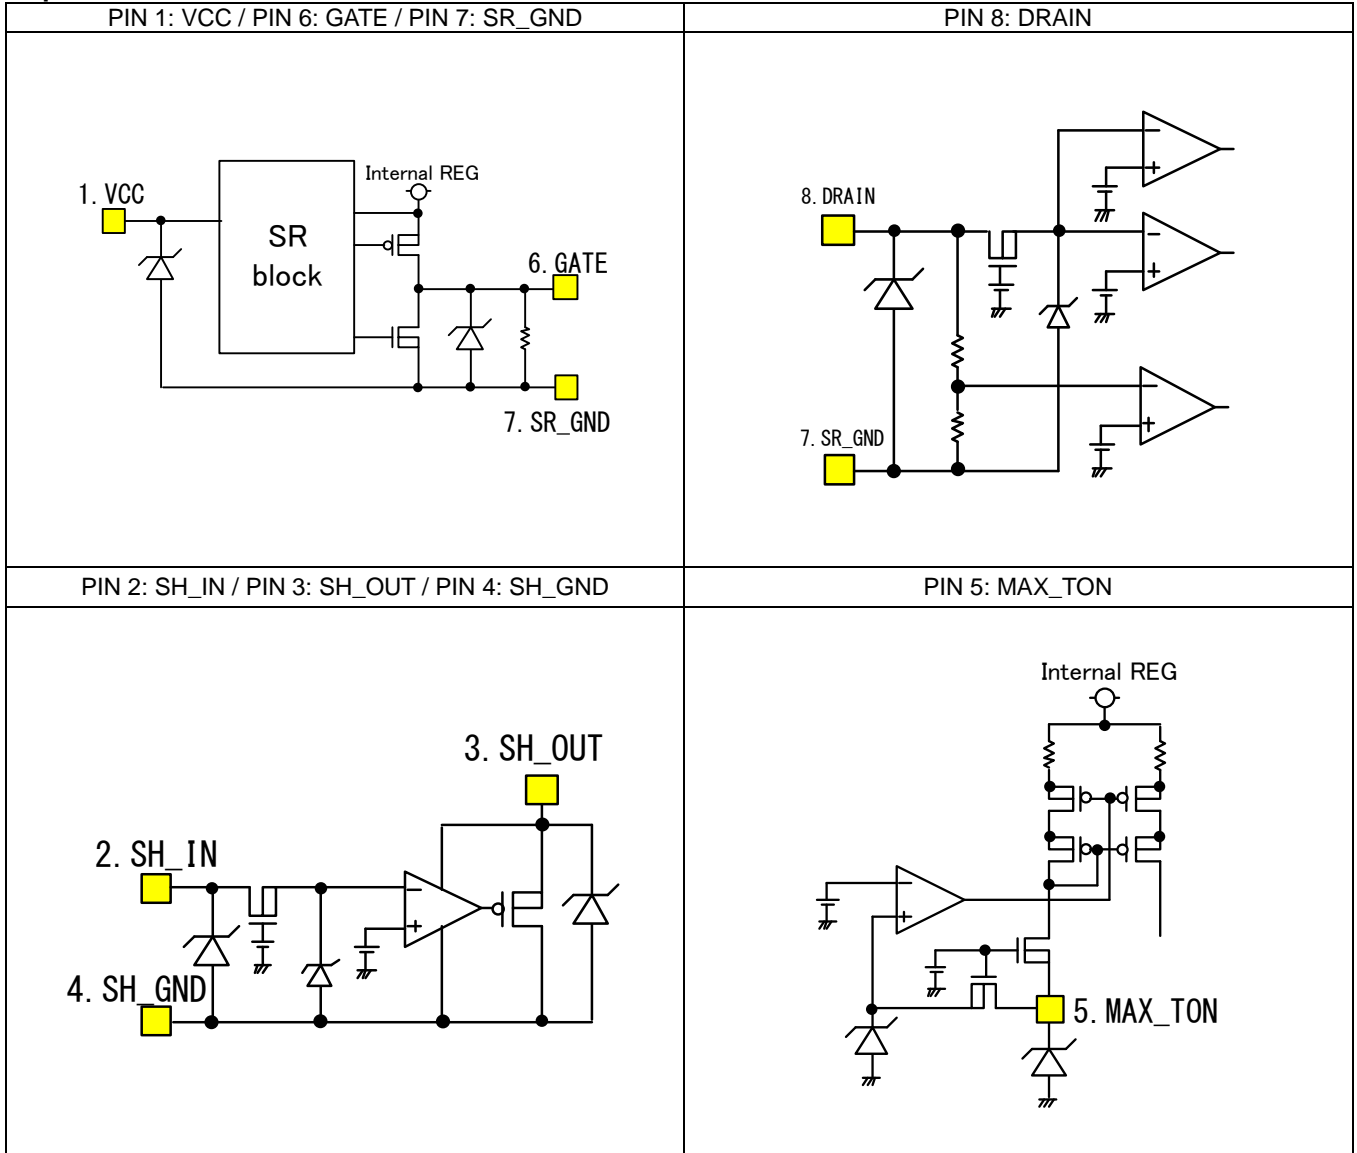 PIN 1: VCC / PIN 6: GATE / PIN 7: SR_GND
PIN 8: DRAIN
Internal REG
1. VCC
SR
block
6. GATE
7. SR_GND
8. DRAIN
7. SR_GND
−
+
−
+
−
+
PIN 2: SH_IN / PIN 3: SH_OUT / PIN 4: SH_GND
PIN 5: MAX_TON
3. SH_OUT
2. SH_IN
4. SH_GND
−
+
Internal REG
−
+
5. MAX_TON